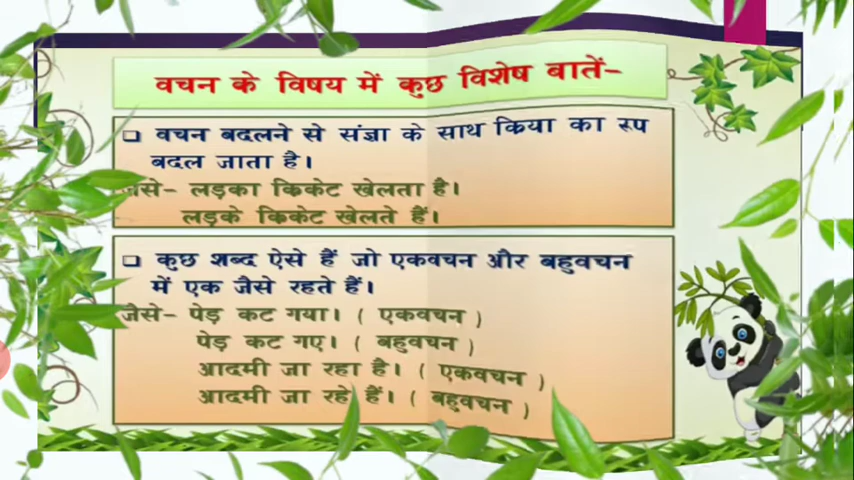 वचन के विषय में कुछ विशेष बातें-
❑ वचन बदलने से संज्ञा के साथ किया का रूप
बदल जाता है।
जैसे- लड़का क्रिकेट खेलता है।
लड़के क्रिकेट खेलते हैं।
❑ कुछ शब्द ऐसे हैं जो एकवचन और बहुवचन
में एक जैसे रहते हैं।
जैसे- पेड़ कट गया। ( एकवचन )
पेड़ कट गए। ( बहुवचन )
आदमी जा रहा है। ( एकवचन )
आदमी जा रहे हैं। ( बहुवचन )